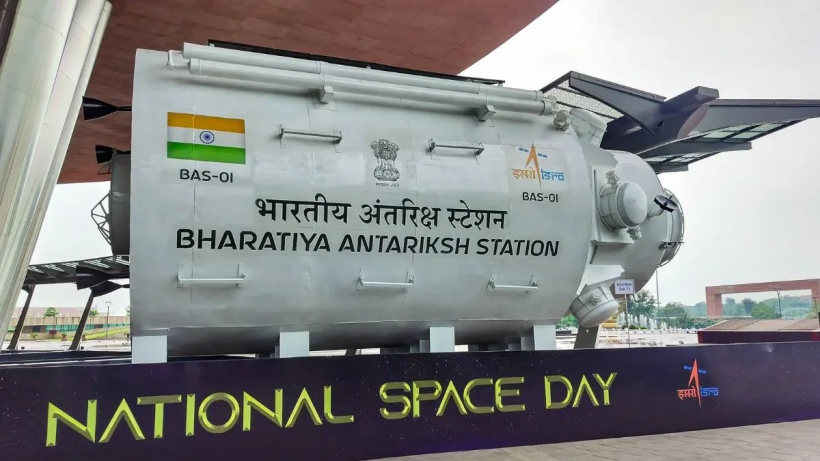 BAS-01
इसरो isro
BAS-01
भारतीय अंतरिक्ष स्टेशन
BHARATIYA ANTARIKSH STATION
NATIONAL SPACE DAY
इसरो isro